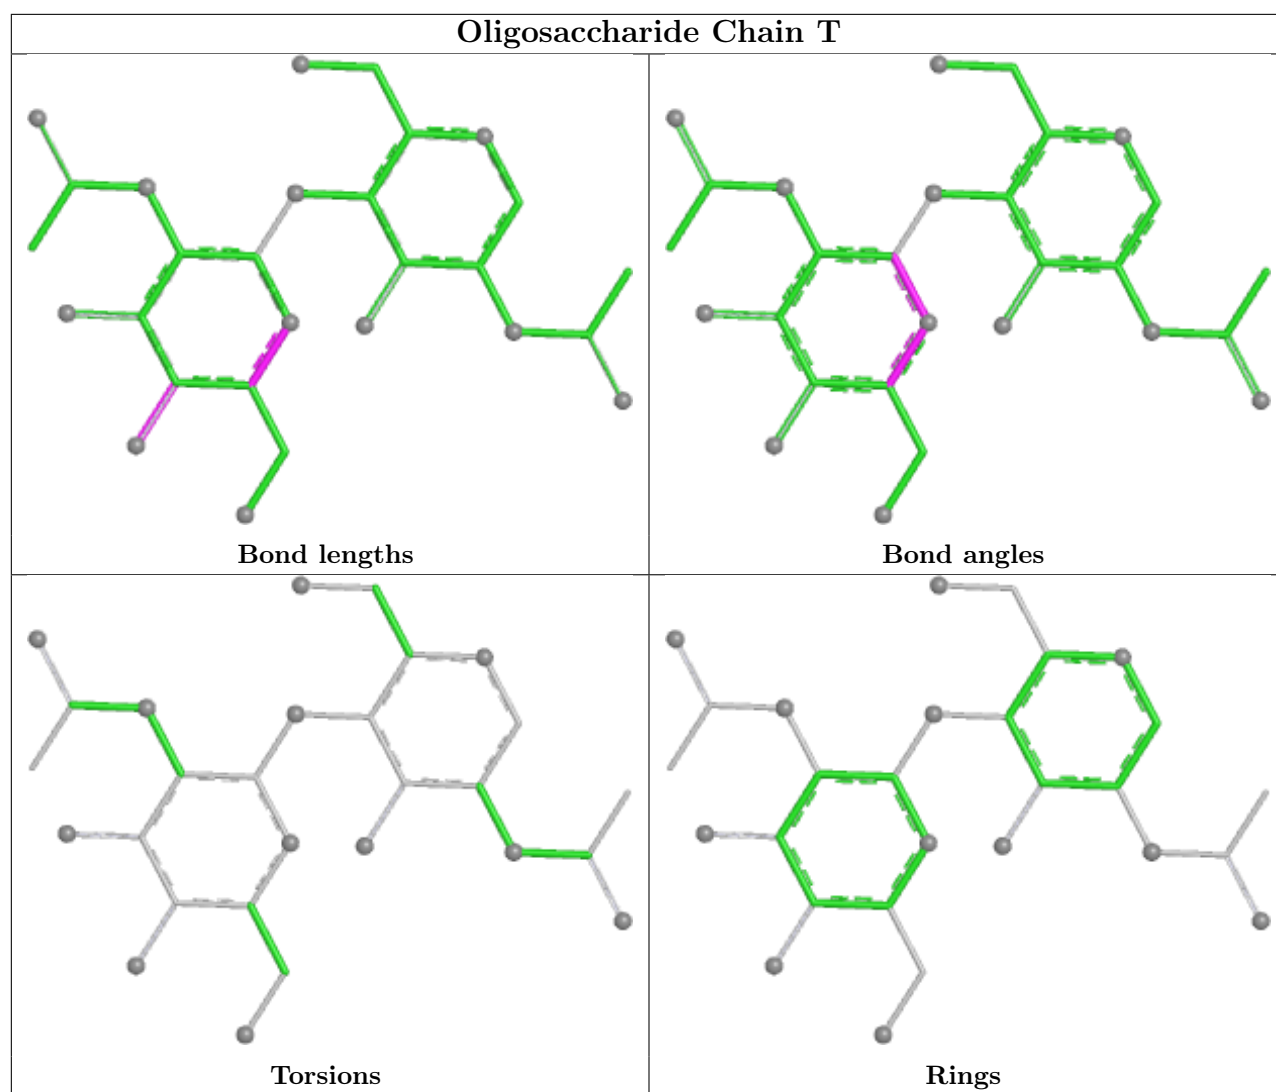 Oligosaccharide Chain T
Bond lengths
Bond angles
Torsions
Rings